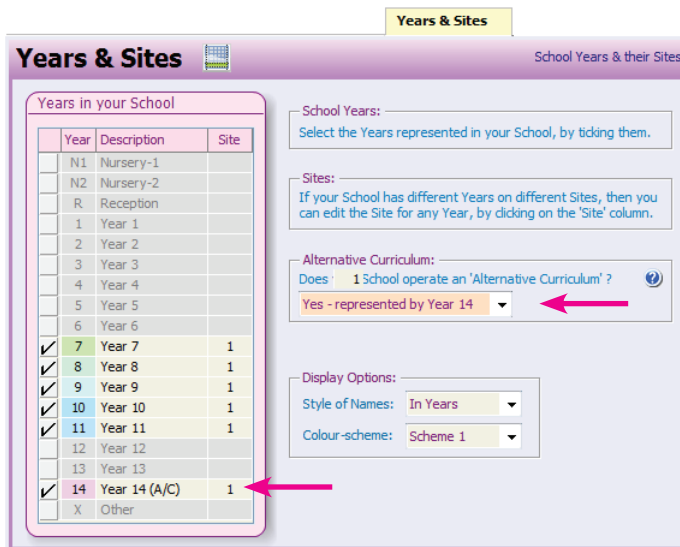 Years & Sites
Years & Sites
School Years & their Sites
Years in your School
Year Description Site
N1 Nursery-1
N2 Nursery-2
R Reception
1 Year 1
2 Year 2
3 Year 3
4 Year 4
5 Year 5
6 Year 6
7 Year 7 1
8 Year 8 1
9 Year 9 1
10 Year 10 1
11 Year 11 1
12 Year 12
13 Year 13
14 Year 14 (A/C) 1
X Other
School Years:
Select the Years represented in your School, by ticking them.
Sites:
If your School has different Years on different Sites, then you
can edit the Site for any Year, by clicking on the 'Site' column.
Alternative Curriculum:
Does 1 School operate an 'Alternative Curriculum' ?
Yes - represented by Year 14
Display Options:
Style of Names: In Years
Colour-scheme: Scheme 1